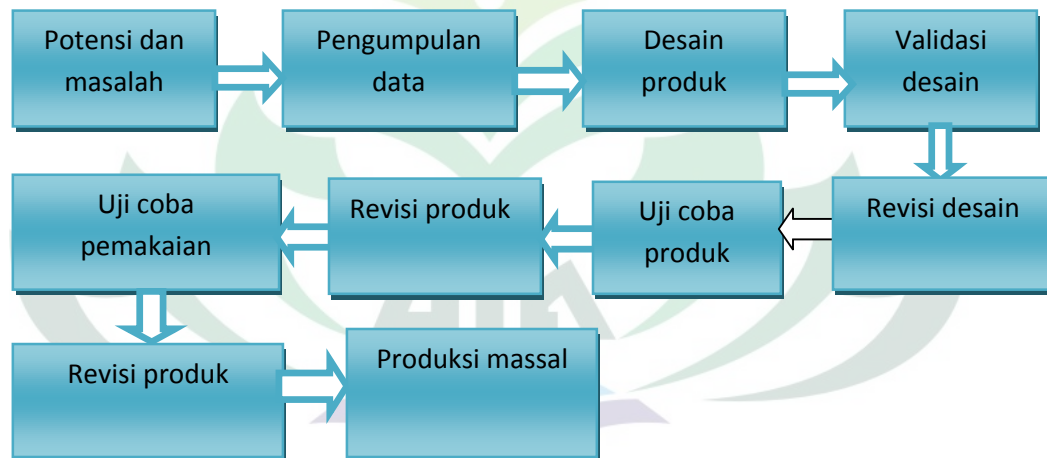 Potensi dan
masalah
Pengumpulan
data
Desain
produk
Validasi
desain
Revisi desain
Uji coba
produk
Revisi produk
Uji coba
pemakaian
Revisi produk
Produksi massal